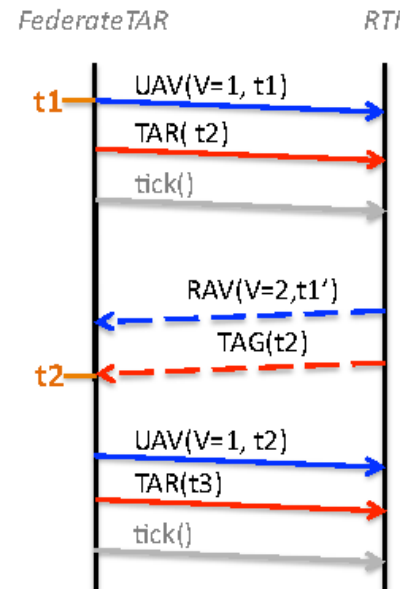 FederateTAR
t1
UAV(V=1, t1)
TAR( t2)
tick()
RAV(V=2,t1’)
TAG(t2)
t2
UAV(V=1, t2)
TAR(t3)
tick()